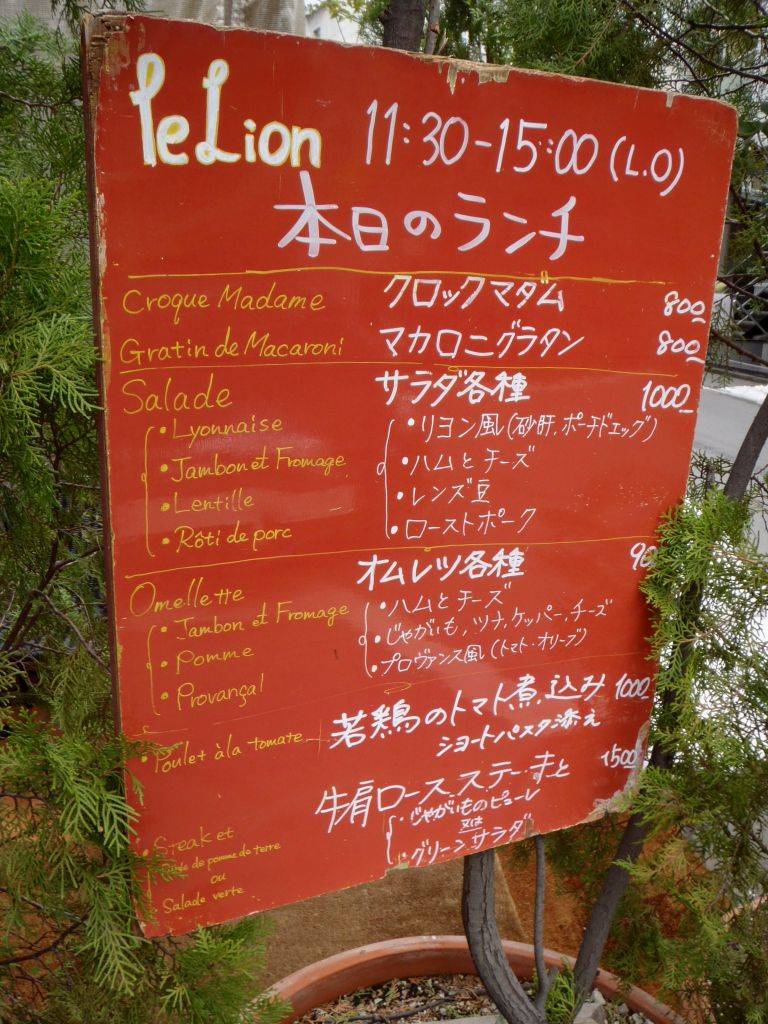 le Lion 11:30-15:00 (L.O)
本日のランチ
Croque Madame クロックマダム 800
Gratin de Macaroni マカロニグラタン 800
Salade サラダ各種 1000
・Lyonnaise ・リヨン風(砂肝、ポーチドエッグ)
・Jambon et Fromage ・ハムとチーズ
・Lentille ・レンズ豆
・Rôti de porc ・ローストポーク
Omellette オムレツ各種
・Jambon et Fromage ・ハムとチーズ
・Pomme ・じゃがいも、ツナ、ケッパー、チーズ
・Provançal ・プロヴァンス風(トマト・オリーブ)
・Poulet à la tomate 若鶏のトマト煮込み 1000
ショートパスタ添え
牛肩ロースステーキと 1500
・じゃがいものピューレ
又は
・グリーンサラダ
・Steak et
de pomme de terre
ou
Salade verte